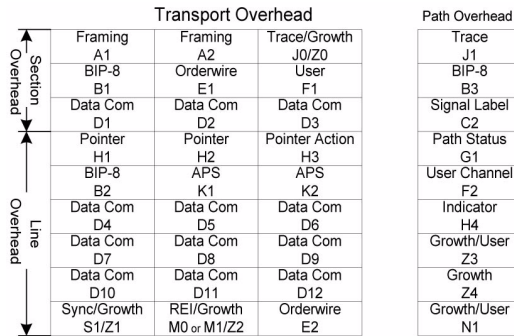 Transport Overhead
Path Overhead
Section Overhead
Line Overhead
Framing Framing Trace/Growth
A1 A2 J0/Z0
BIP-8 Orderwire User
B1 E1 F1
Data Com Data Com Data Com
D1 D2 D3
Pointer Pointer Pointer Action
H1 H2 H3
BIP-8 APS APS
B2 K1 K2
Data Com Data Com Data Com
D4 D5 D6
Data Com Data Com Data Com
D7 D8 D9
Data Com Data Com Data Com
D10 D11 D12
Sync/Growth REI/Growth Orderwire
S1/Z1 M0 or M1/Z2 E2
Trace
J1
BIP-8
B3
Signal Label
C2
Path Status
G1
User Channel
F2
Indicator
H4
Growth/User
Z3
Growth
Z4
Growth/User
N1